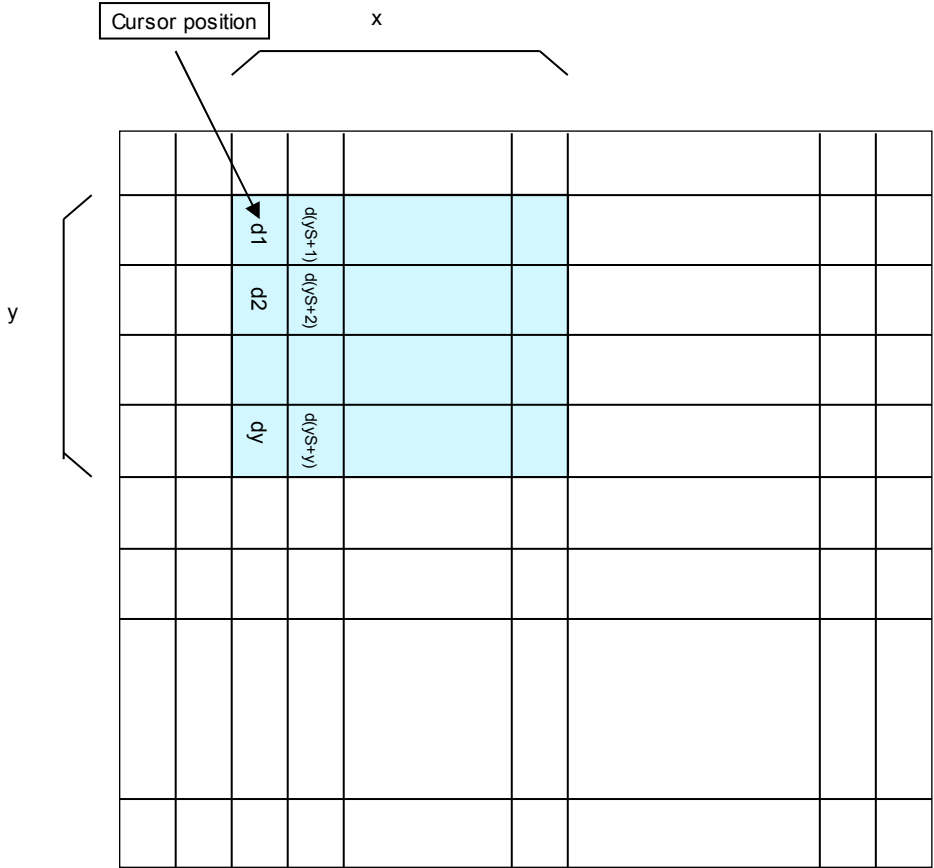 Cursor position
x
y
d1
d(yS+1)
d2
d(yS+2)
dy
d(yS+y)